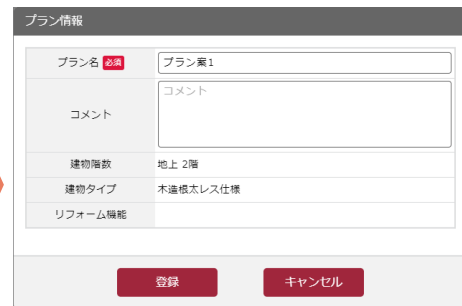 プラン情報
プラン名 必須 プラン案1
コメント コメント
建物階数 地上 2階
建物タイプ 木造根太レス仕様
リフォーム機能
登録 キャンセル